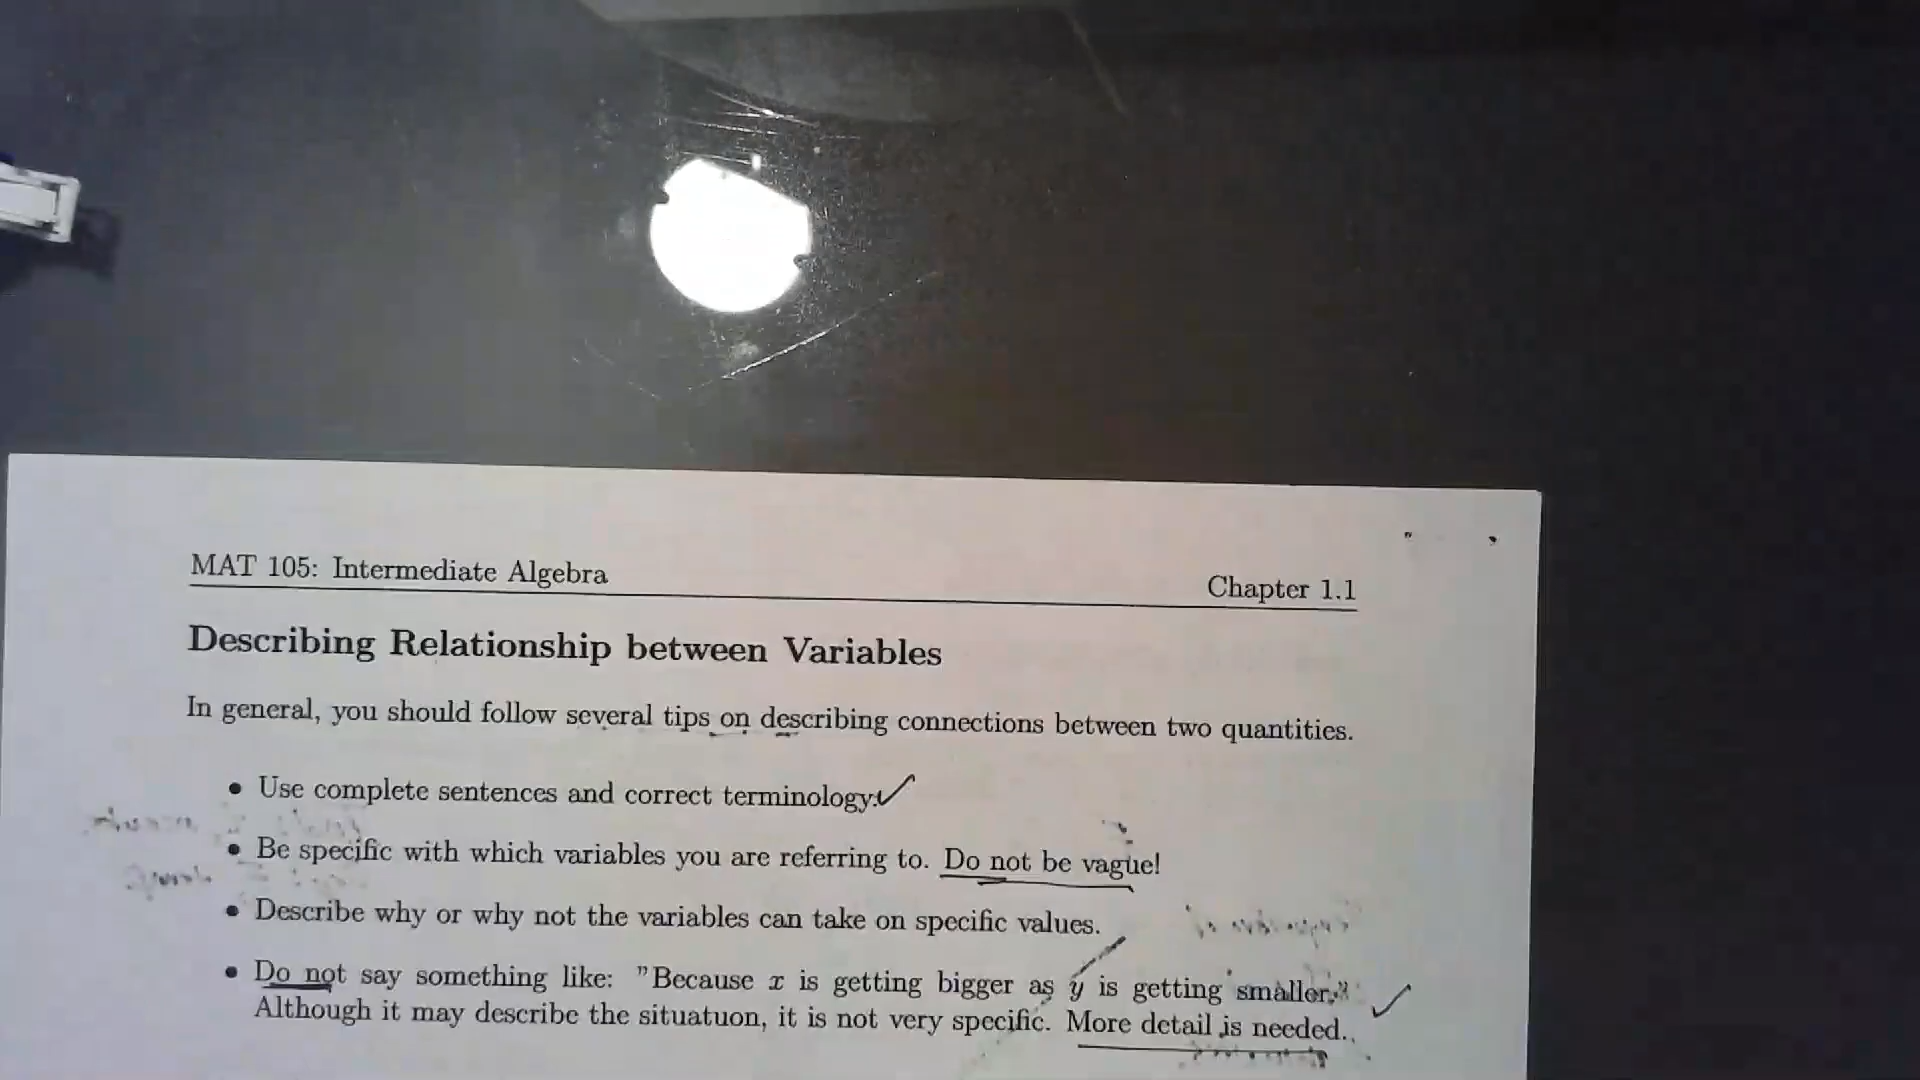 MAT 105: Intermediate Algebra
Chapter 1.1
Describing Relationship between Variables
In general, you should follow several tips on describing connections between two quantities.
• Use complete sentences and correct terminology.
• Be specific with which variables you are referring to. Do not be vague!
• Describe why or why not the variables can take on specific values.
• Do not say something like: "Because x is getting bigger as y is getting smaller."
Although it may describe the situatuon, it is not very specific. More detail is needed.